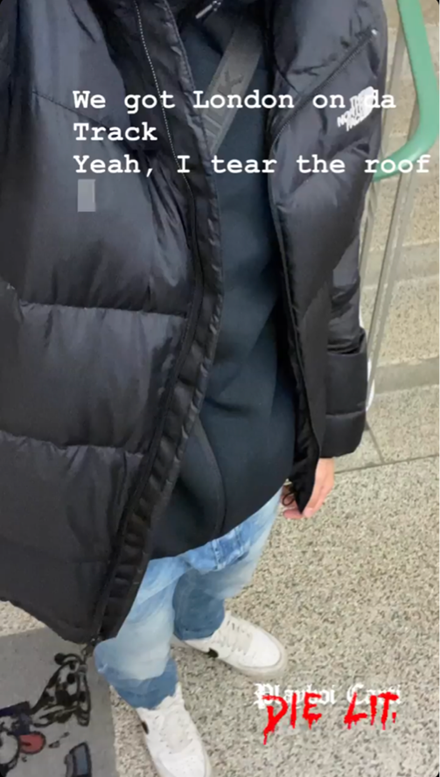 We got London on da
Track
Yeah, I tear the roof
THE
NORTH
FACE
Playboi Carti
DIE LIT